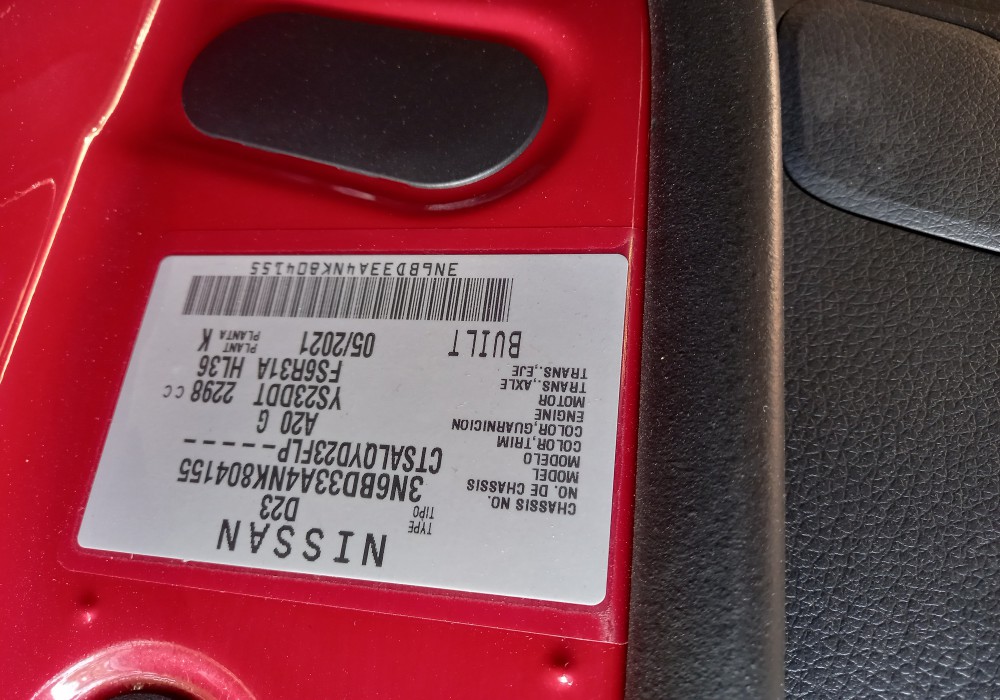 NISSAN
TYPE
TIPO
D23
CHASSIS NO.
NO. DE CHASSIS
3N6BD33A4NK804155
MODEL
MODELO
CTSALQYD23FLP-----
COLOR,TRIM
COLOR,GUARNICION
A20 G
ENGINE
MOTOR
YS23DDT 2298 CC
TRANS.,AXLE
TRANS.,EJE
FS6R31A HL36
BUILT 05/2021
PLANT
PLANTA
K
3N6BD33A4NK804155